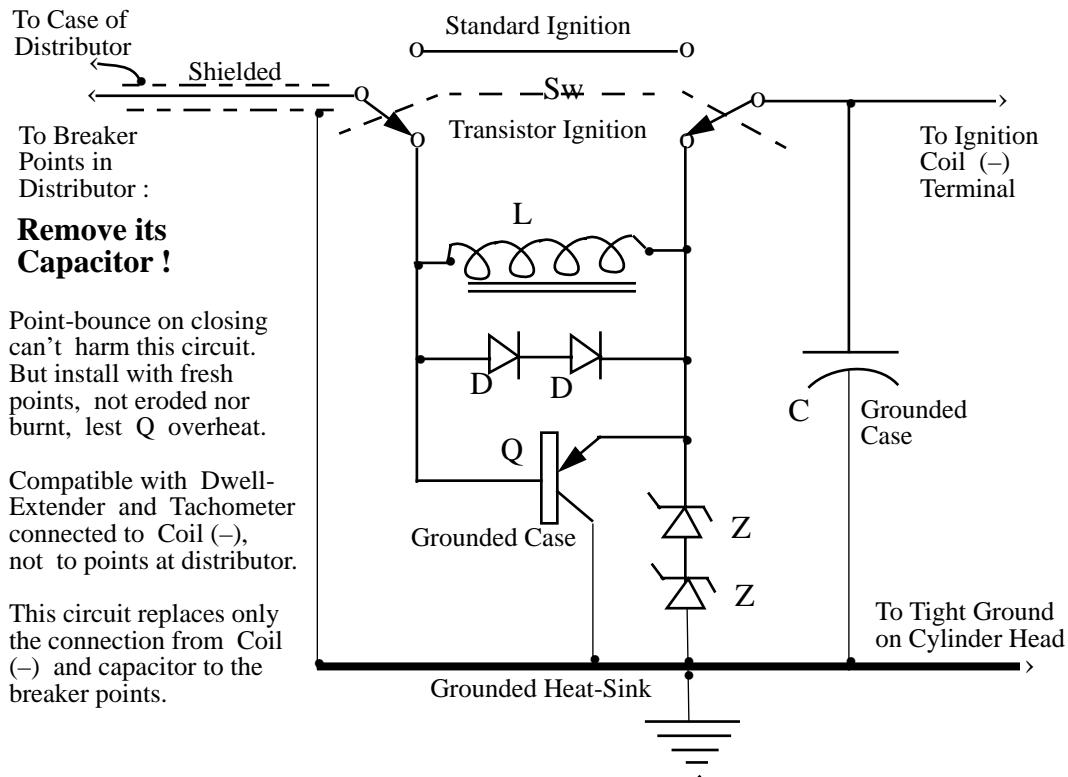 To Case of
Distributor
Standard Ignition
Shielded
Sw
Transistor Ignition
To Breaker
Points in
Distributor :
To Ignition
Coil (–)
Terminal
Remove its
Capacitor !
L
Point-bounce on closing
can't harm this circuit.
But install with fresh
points, not eroded nor
burnt, lest Q overheat.
D
D
C
Grounded
Case
Q
Compatible with Dwell-
Extender and Tachometer
connected to Coil (–),
not to points at distributor.
Grounded Case
Z
Z
This circuit replaces only
the connection from Coil
(–) and capacitor to the
breaker points.
To Tight Ground
on Cylinder Head
Grounded Heat-Sink